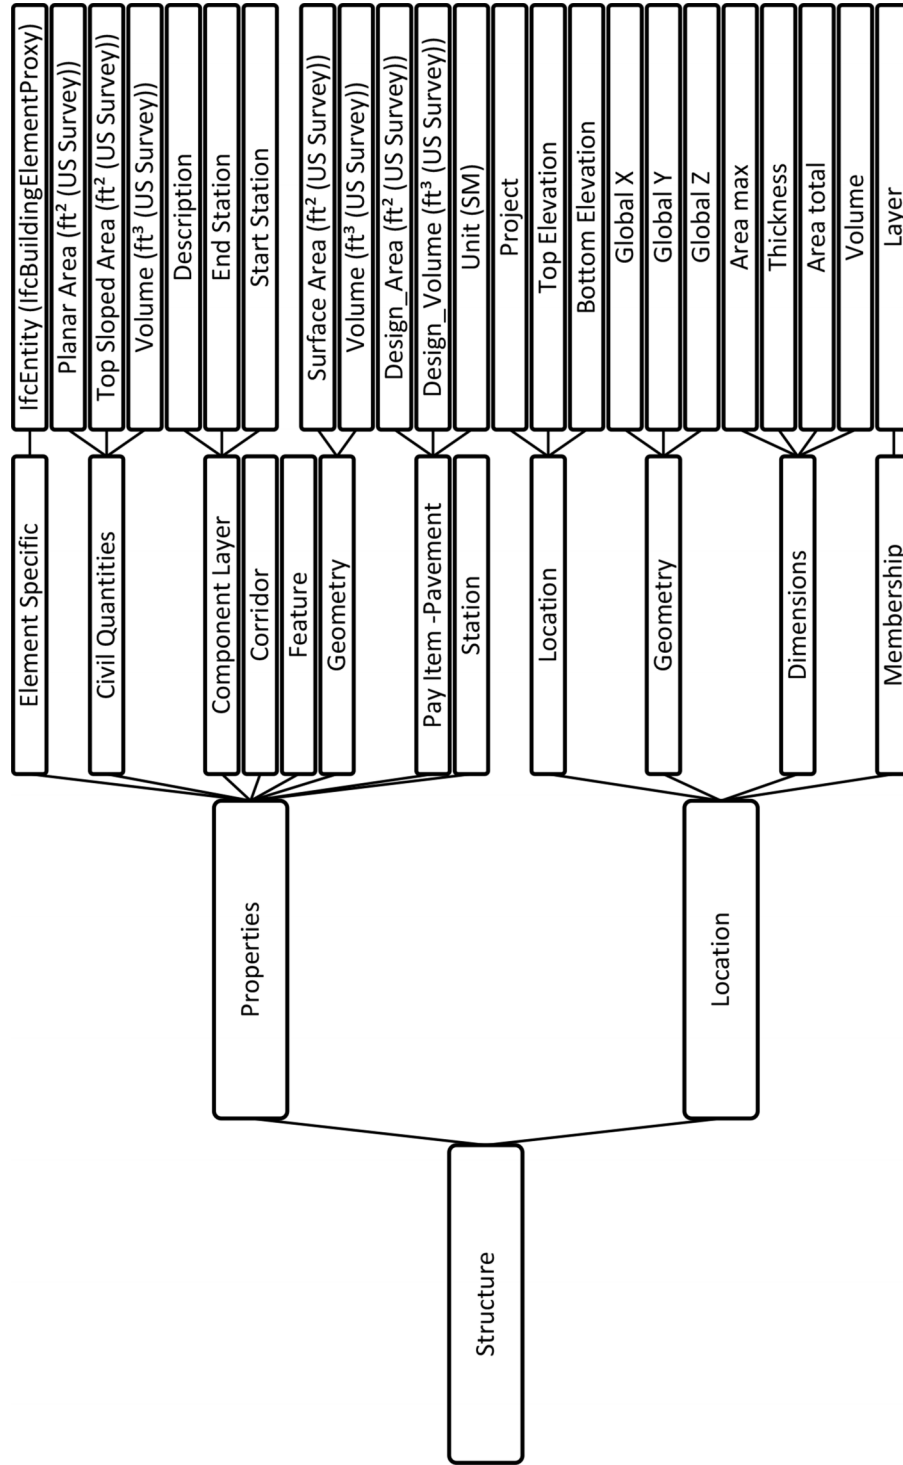 Structure
Properties
Element Specific
IfcEntity (IfcBuildingElementProxy)
Civil Quantities
Planar Area (ft² (US Survey))
Top Sloped Area (ft² (US Survey))
Volume (ft³ (US Survey))
Component Layer
Description
End Station
Start Station
Corridor
Feature
Geometry
Surface Area (ft² (US Survey))
Volume (ft³ (US Survey))
Pay Item -Pavement
Design_Area (ft² (US Survey))
Design_Volume (ft³ (US Survey))
Unit (SM)
Station
Location
Location
Project
Top Elevation
Bottom Elevation
Geometry
Global X
Global Y
Global Z
Dimensions
Area max
Thickness
Area total
Volume
Membership
Layer